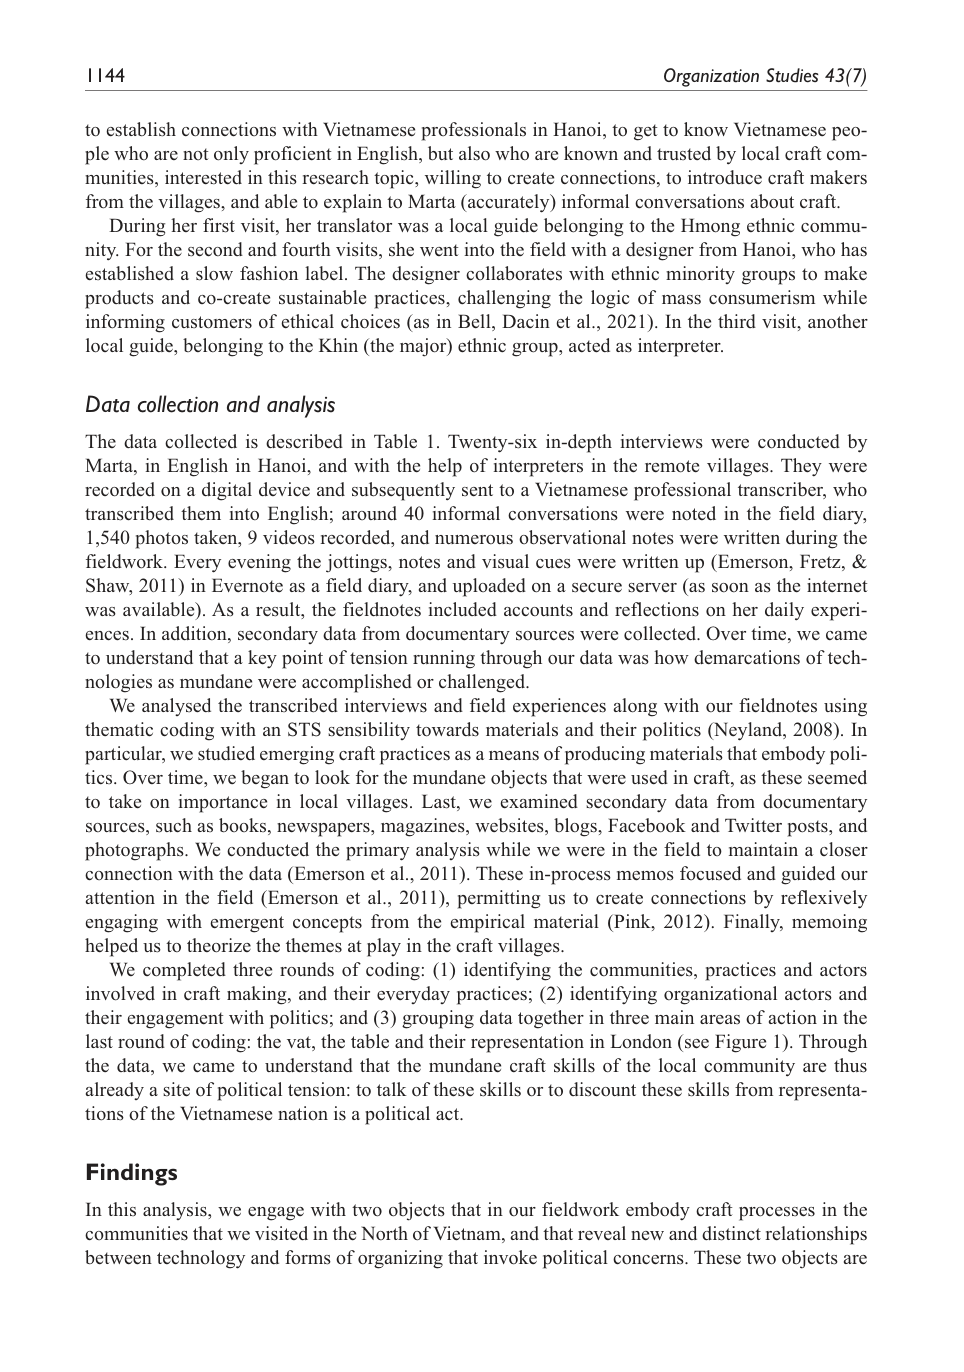 1144
Organization Studies 43(7)
to establish connections with Vietnamese professionals in Hanoi, to get to know Vietnamese peo-
ple who are not only proficient in English, but also who are known and trusted by local craft com-
munities, interested in this research topic, willing to create connections, to introduce craft makers
from the villages, and able to explain to Marta (accurately) informal conversations about craft.
During her first visit, her translator was a local guide belonging to the Hmong ethnic commu-
nity. For the second and fourth visits, she went into the field with a designer from Hanoi, who has
established a slow fashion label. The designer collaborates with ethnic minority groups to make
products and co-create sustainable practices, challenging the logic of mass consumerism while
informing customers of ethical choices (as in Bell, Dacin et al., 2021). In the third visit, another
local guide, belonging to the Khin (the major) ethnic group, acted as interpreter.
Data collection and analysis
The data collected is described in Table 1. Twenty-six in-depth interviews were conducted by
Marta, in English in Hanoi, and with the help of interpreters in the remote villages. They were
recorded on a digital device and subsequently sent to a Vietnamese professional transcriber, who
transcribed them into English; around 40 informal conversations were noted in the field diary,
1,540 photos taken, 9 videos recorded, and numerous observational notes were written during the
fieldwork. Every evening the jottings, notes and visual cues were written up (Emerson, Fretz, &
Shaw, 2011) in Evernote as a field diary, and uploaded on a secure server (as soon as the internet
was available). As a result, the fieldnotes included accounts and reflections on her daily experi-
ences. In addition, secondary data from documentary sources were collected. Over time, we came
to understand that a key point of tension running through our data was how demarcations of tech-
nologies as mundane were accomplished or challenged.
We analysed the transcribed interviews and field experiences along with our fieldnotes using
thematic coding with an STS sensibility towards materials and their politics (Neyland, 2008). In
particular, we studied emerging craft practices as a means of producing materials that embody poli-
tics. Over time, we began to look for the mundane objects that were used in craft, as these seemed
to take on importance in local villages. Last, we examined secondary data from documentary
sources, such as books, newspapers, magazines, websites, blogs, Facebook and Twitter posts, and
photographs. We conducted the primary analysis while we were in the field to maintain a closer
connection with the data (Emerson et al., 2011). These in-process memos focused and guided our
attention in the field (Emerson et al., 2011), permitting us to create connections by reflexively
engaging with emergent concepts from the empirical material (Pink, 2012). Finally, memoing
helped us to theorize the themes at play in the craft villages.
We completed three rounds of coding: (1) identifying the communities, practices and actors
involved in craft making, and their everyday practices; (2) identifying organizational actors and
their engagement with politics; and (3) grouping data together in three main areas of action in the
last round of coding: the vat, the table and their representation in London (see Figure 1). Through
the data, we came to understand that the mundane craft skills of the local community are thus
already a site of political tension: to talk of these skills or to discount these skills from representa-
tions of the Vietnamese nation is a political act.
Findings
In this analysis, we engage with two objects that in our fieldwork embody craft processes in the
communities that we visited in the North of Vietnam, and that reveal new and distinct relationships
between technology and forms of organizing that invoke political concerns. These two objects are